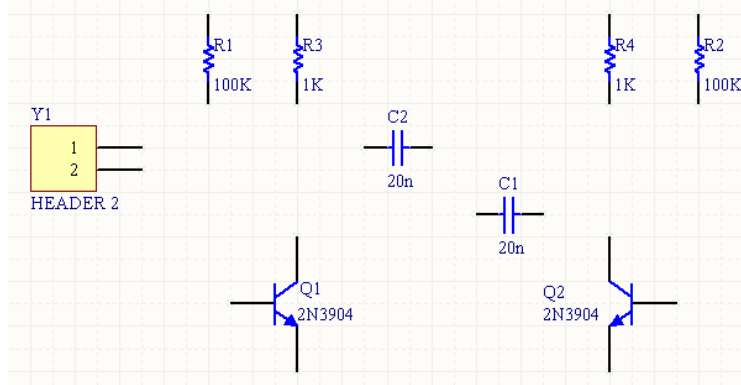 R1
100K
R3
1K
R4
1K
R2
100K
Y1
1
2
HEADER 2
C2
20n
C1
20n
Q1
2N3904
Q2
2N3904